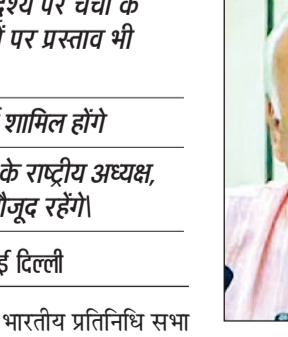 पर चर्चा के
पर प्रस्ताव भी
शामिल होंगे
के राष्ट्रीय अध्यक्ष,
रहेंगे।
दिल्ली
भारतीय प्रतिनिधि सभा